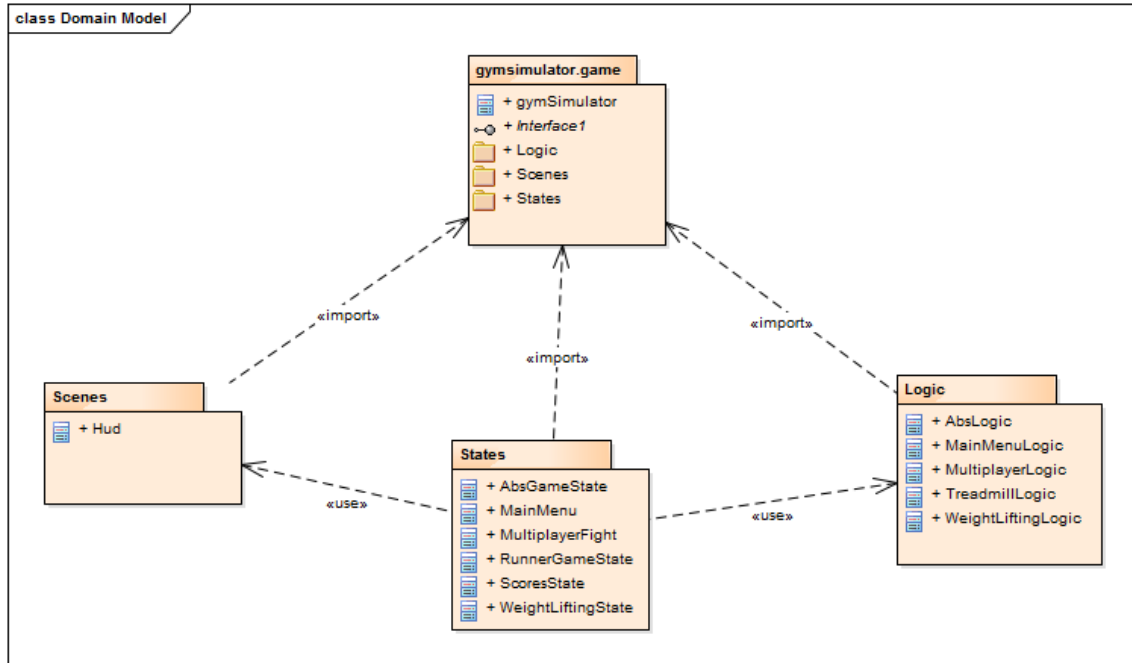 class Domain Model
gymsimulator.game
+ gymSimulator
+ Interface1
+ Logic
+ Scenes
+ States
«import»
«import»
«import»
Scenes
+ Hud
States
+ AbsGameState
+ MainMenu
+ MultiplayerFight
+ RunnerGameState
+ ScoresState
+ WeightLiftingState
Logic
+ AbsLogic
+ MainMenuLogic
+ MultiplayerLogic
+ TreadmillLogic
+ WeightLiftingLogic
«use»
«use»